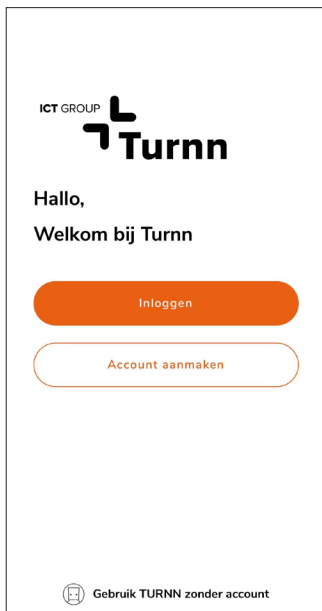 ICT GROUP
Turnn
Hallo,
Welkom bij Turnn
Inloggen
Account aanmaken
Gebruik TURNN zonder account